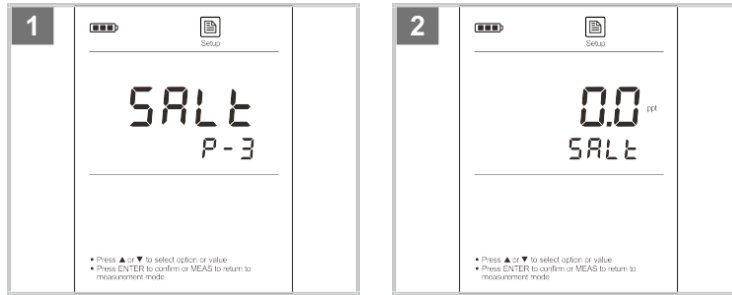 1
Setup
SALt
P-3
• Press ▲ or ▼ to select option or value
• Press ENTER to confirm or MEAS to return to
measurement mode
2
Setup
0.0 ppt
SALt
• Press ▲ or ▼ to select option or value
• Press ENTER to confirm or MEAS to return to
measurement mode